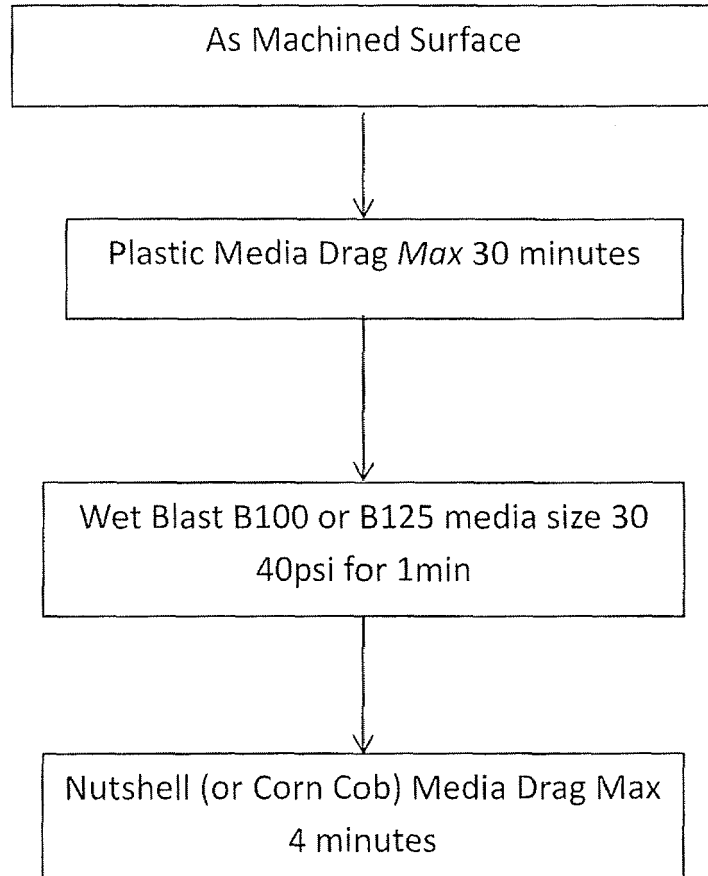 As Machined Surface
Plastic Media Drag Max 30 minutes
Wet Blast B100 or B125 media size 30
40psi for 1min
Nutshell (or Corn Cob) Media Drag Max
4 minutes